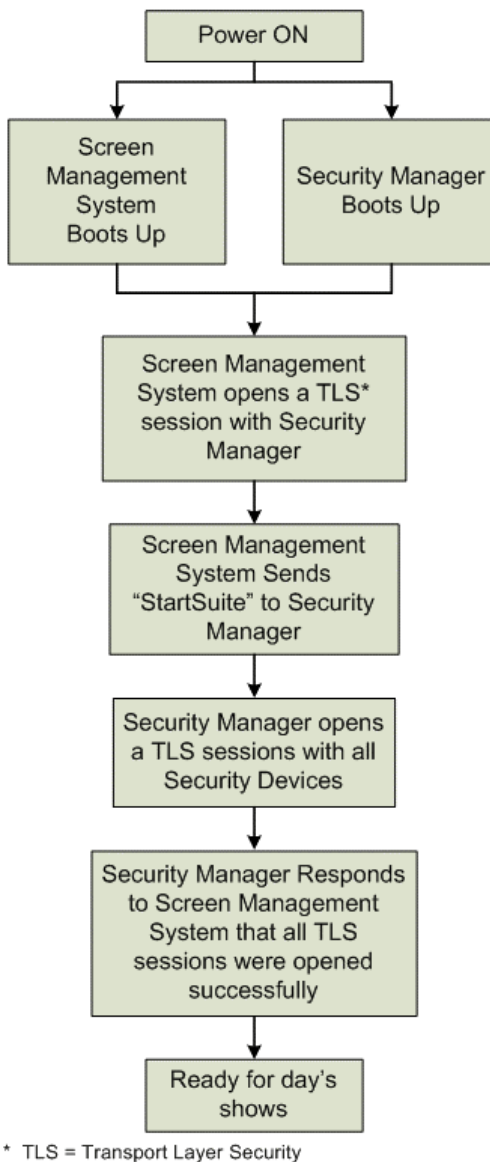 Power ON
Screen
Management
System
Boots Up
Security Manager
Boots Up
Screen Management
System opens a TLS*
session with Security
Manager
Screen Management
System Sends
“StartSuite” to Security
Manager
Security Manager opens
a TLS sessions with all
Security Devices
Security Manager Responds
to Screen Management
System that all TLS
sessions were opened
successfully
Ready for day’s
shows
* TLS = Transport Layer Security